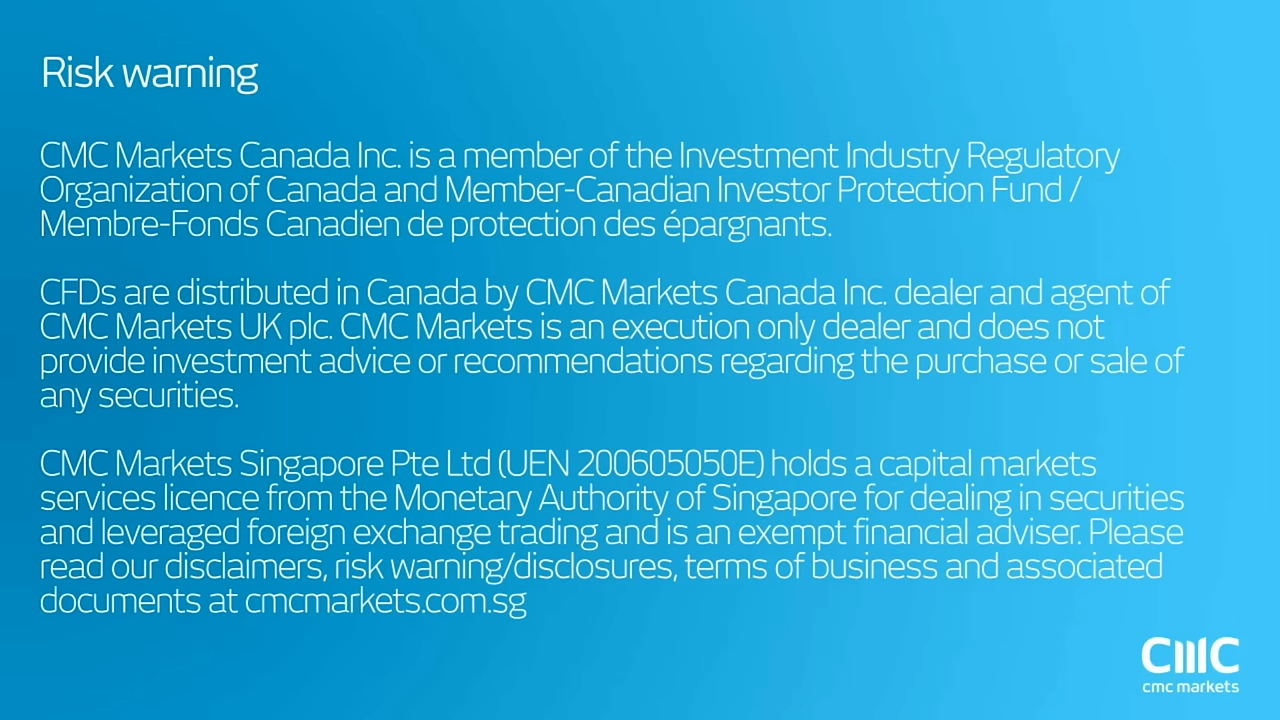 Risk warning
CMC Markets Canada Inc. is a member of the Investment Industry Regulatory
Organization of Canada and Member-Canadian Investor Protection Fund /
Membre-Fonds Canadien de protection des épargnants.
CFDs are distributed in Canada by CMC Markets Canada Inc. dealer and agent of
CMC Markets UK plc. CMC Markets is an execution only dealer and does not
provide investment advice or recommendations regarding the purchase or sale of
any securities.
CMC Markets Singapore Pte Ltd (UEN 200605050E) holds a capital markets
services licence from the Monetary Authority of Singapore for dealing in securities
and leveraged foreign exchange trading and is an exempt financial adviser. Please
read our disclaimers, risk warning/disclosures, terms of business and associated
documents at cmcmarkets.com.sg
CMC
cmc markets